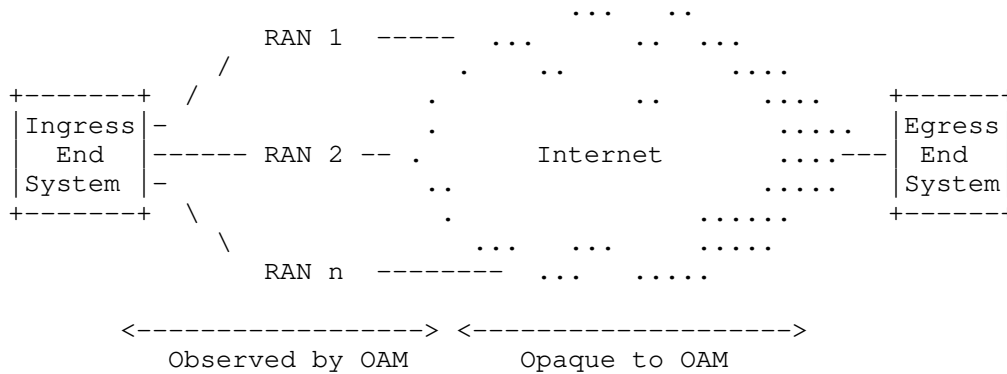 ...    ..
                 RAN 1  -----  ...       ..  ...
              /               .     ..           ....
+-------+   /               .             ..       ....     +-------
|Ingress|-                  .                       .....   |Egress
|  End  |------ RAN 2 -- .       Internet           ....---|  End
|System |-                  ..                     .....    |System
+-------+   \                .                ......        +-------
              \                ...   ...      .....
                 RAN n  --------  ...   .....
<------------------> <-------------------->
Observed by OAM      Opaque to OAM